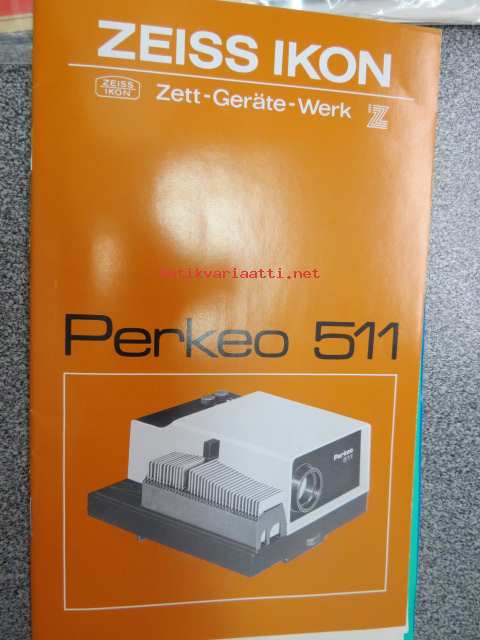 ZEISS IKON
ZEISS
IKON
Zett-Geräte-Werk
Z
antikvariaatti.net
Perkeo 511
Perkeo
511